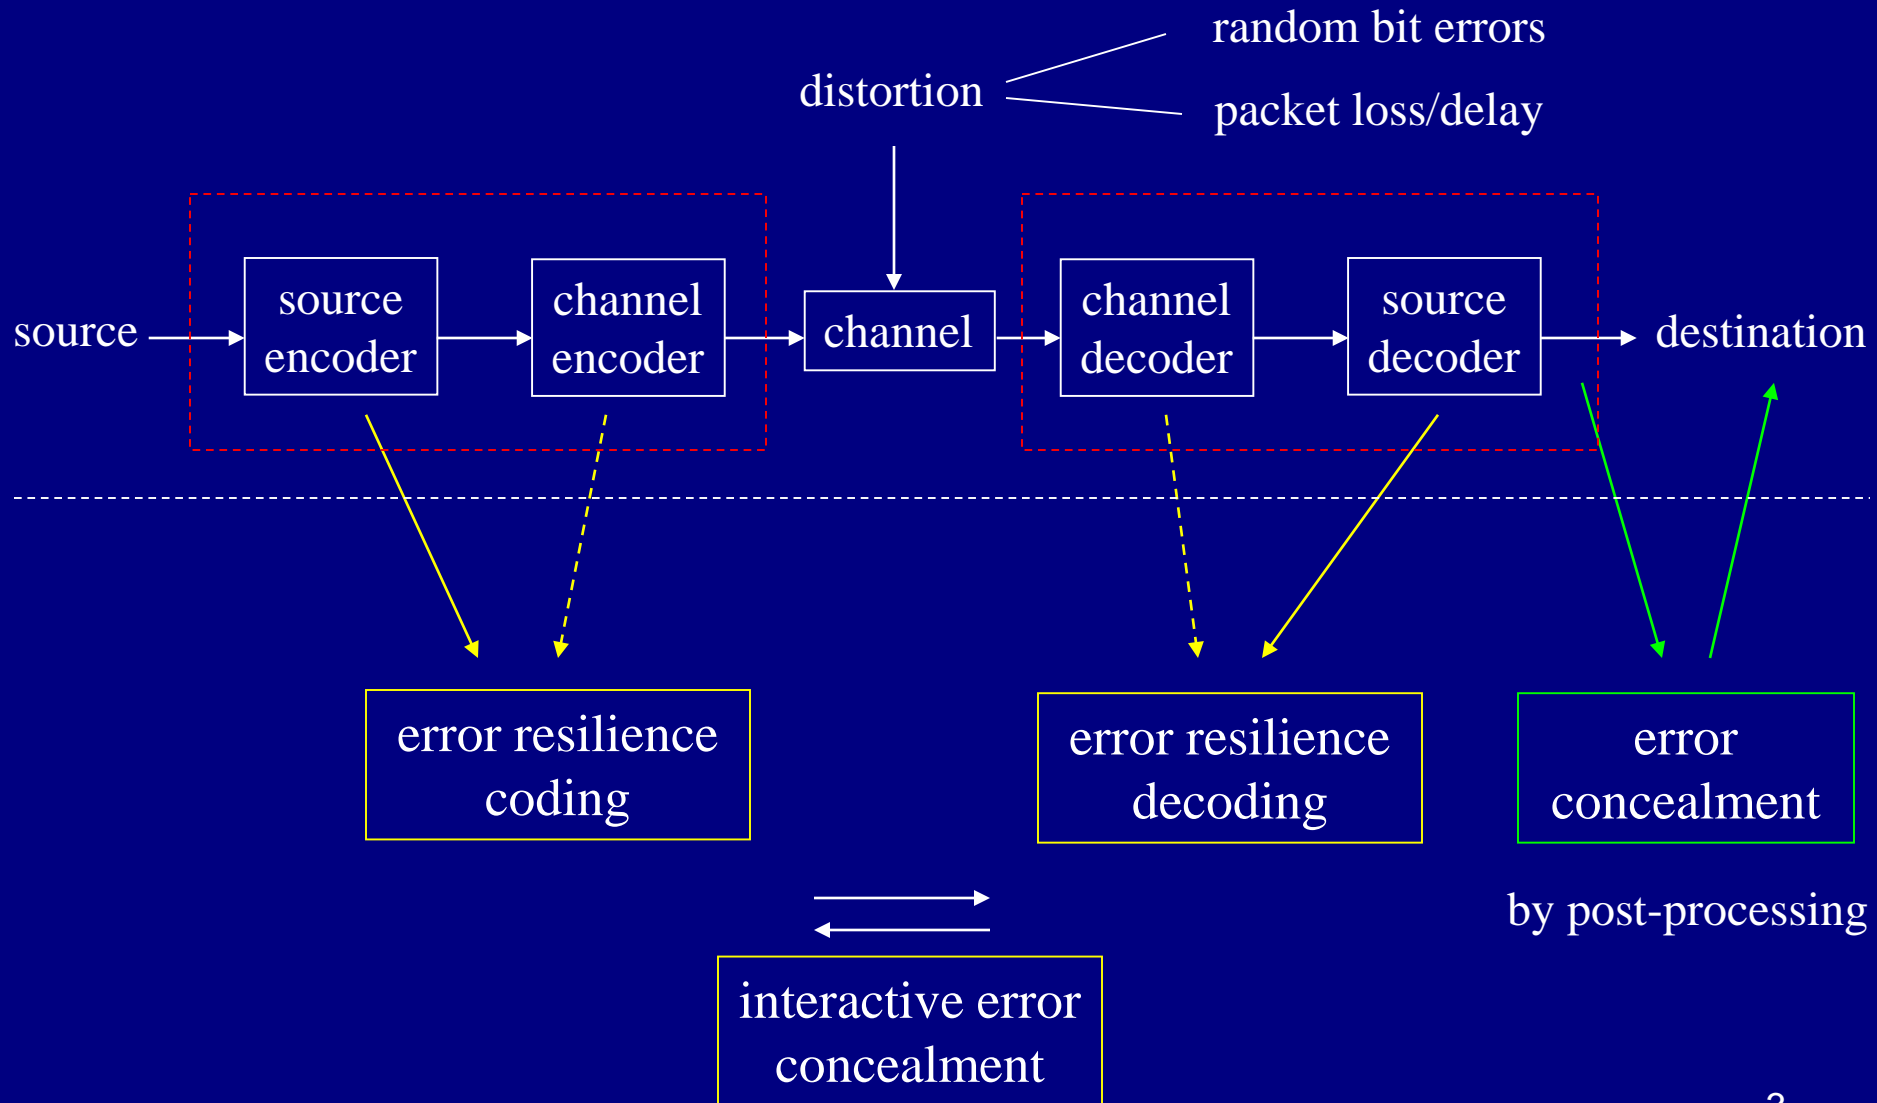 random bit errors
distortion
packet loss/delay
source
source
encoder
channel
encoder
channel
channel
decoder
source
decoder
destination
error resilience
coding
error resilience
decoding
error
concealment
by post-processing
interactive error
concealment